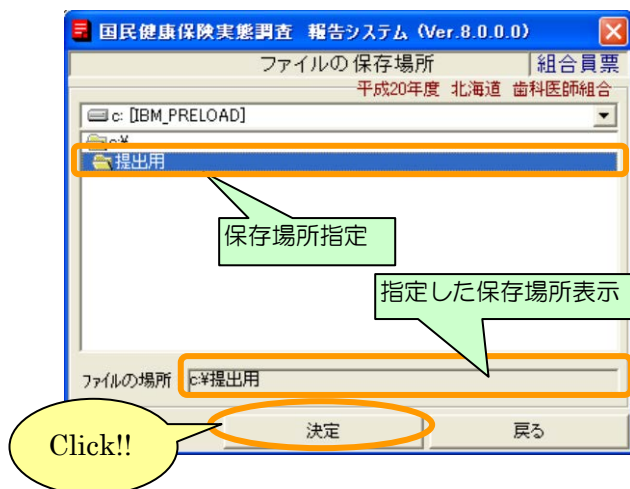 国民健康保険実態調査 報告システム (Ver.8.0.0.0)
ファイルの保存場所
組合員票
平成20年度 北海道 歯科医師組合
c: [IBM_PRELOAD]
c:¥
提出用
保存場所指定
指定した保存場所表示
ファイルの場所 c:¥提出用
Click!!
決定
戻る